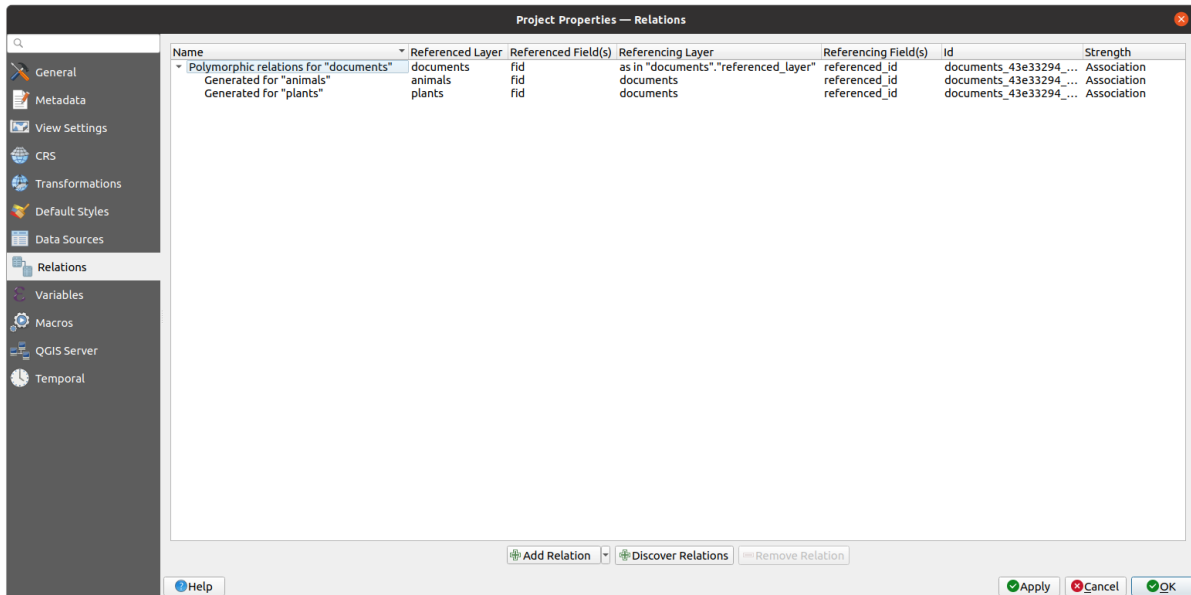 Project Properties — Relations
General
Metadata
View Settings
CRS
Transformations
Default Styles
Data Sources
Relations
Variables
Macros
QGIS Server
Temporal
Name Referenced Layer Referenced Field(s) Referencing Layer Referencing Field(s) Id Strength
Polymorphic relations for "documents" documents fid as in "documents"."referenced_layer" referenced_id documents_43e33294_... Association
Generated for "animals" animals fid documents referenced_id documents_43e33294_... Association
Generated for "plants" plants fid documents referenced_id documents_43e33294_... Association
Add Relation Discover Relations Remove Relation
Help Apply Cancel OK